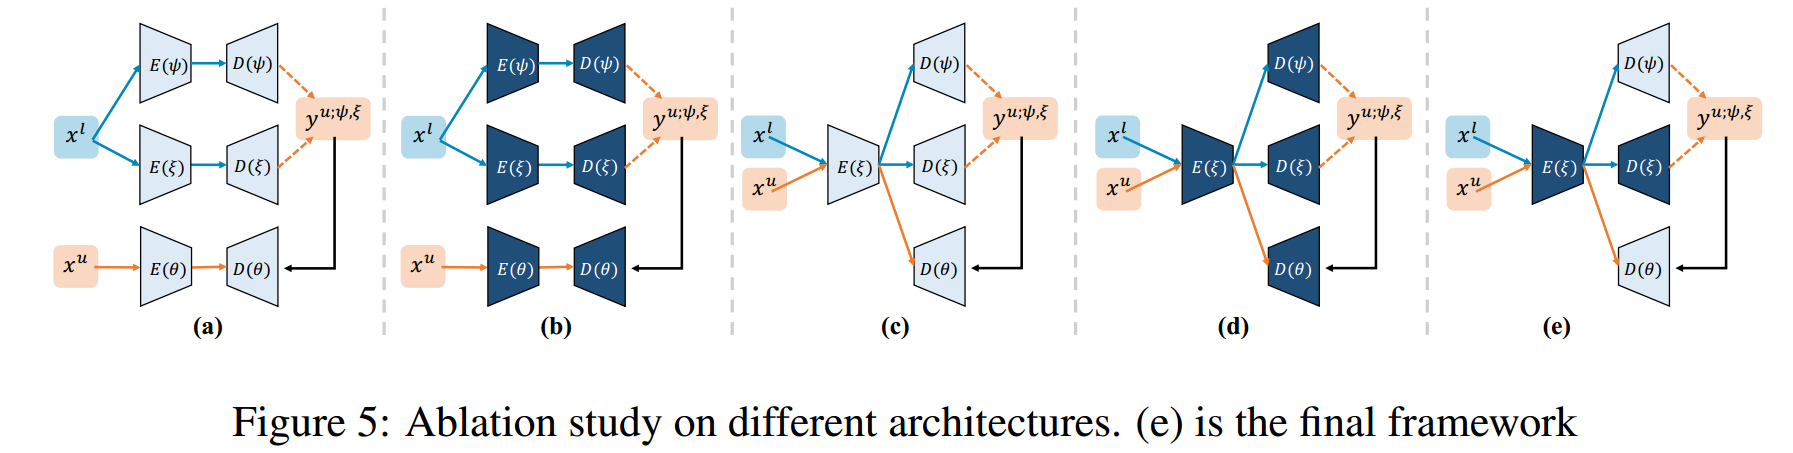 E(ψ) D(ψ)
x^l y^{u;ψ,ξ}
E(ξ) D(ξ)
x^u E(θ) D(θ)
(a)
E(ψ) D(ψ)
x^l y^{u;ψ,ξ}
E(ξ) D(ξ)
x^u E(θ) D(θ)
(b)
D(ψ)
x^l y^{u;ψ,ξ}
x^u E(ξ) D(ξ)
D(θ)
(c)
D(ψ)
x^l y^{u;ψ,ξ}
x^u E(ξ) D(ξ)
D(θ)
(d)
D(ψ)
x^l y^{u;ψ,ξ}
x^u E(ξ) D(ξ)
D(θ)
(e)
Figure 5: Ablation study on different architectures. (e) is the final framework